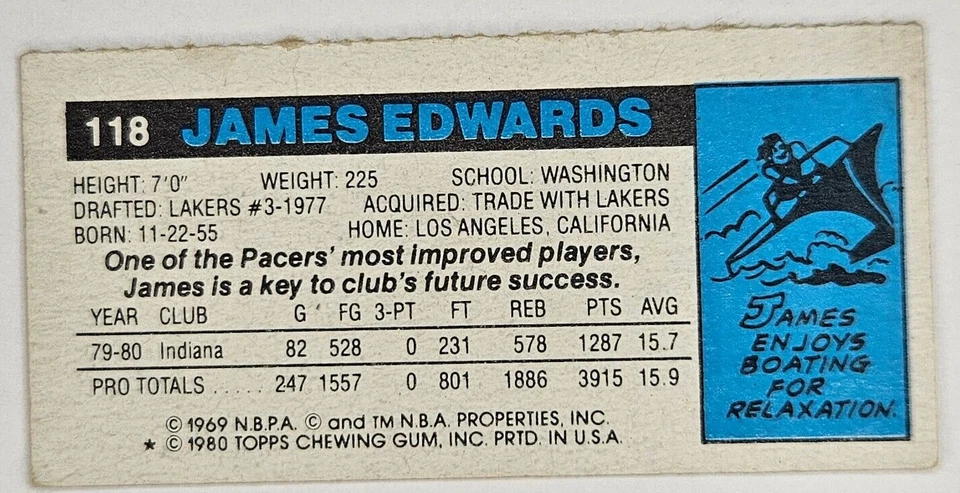 118 JAMES EDWARDS
HEIGHT: 7'0" WEIGHT: 225 SCHOOL: WASHINGTON
DRAFTED: LAKERS #3-1977 ACQUIRED: TRADE WITH LAKERS
BORN: 11-22-55 HOME: LOS ANGELES, CALIFORNIA
One of the Pacers' most improved players,
James is a key to club's future success.
YEAR CLUB G FG 3-PT FT REB PTS AVG
79-80 Indiana 82 528 0 231 578 1287 15.7
PRO TOTALS ..... 247 1557 0 801 1886 3915 15.9
© 1969 N.B.P.A. © and TM N.B.A. PROPERTIES, INC.
★ © 1980 TOPPS CHEWING GUM, INC. PRTD. IN U.S.A.
JAMES
ENJOYS
BOATING
FOR
RELAXATION.